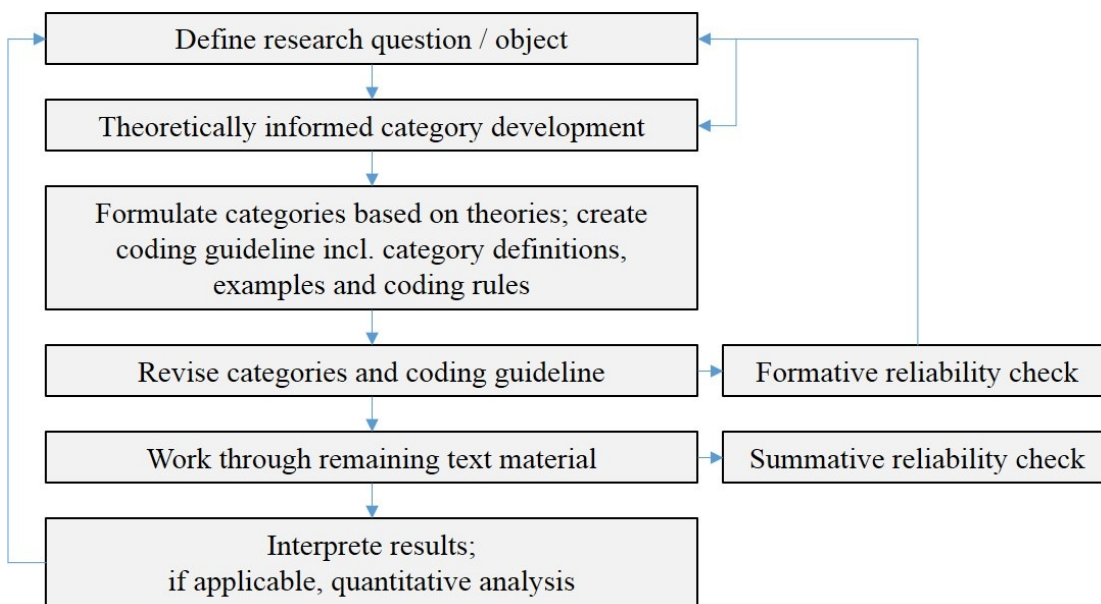 Define research question / object
Theoretically informed category development
Formulate categories based on theories; create
coding guideline incl. category definitions,
examples and coding rules
Revise categories and coding guideline
Formative reliability check
Work through remaining text material
Summative reliability check
Interprete results;
if applicable, quantitative analysis